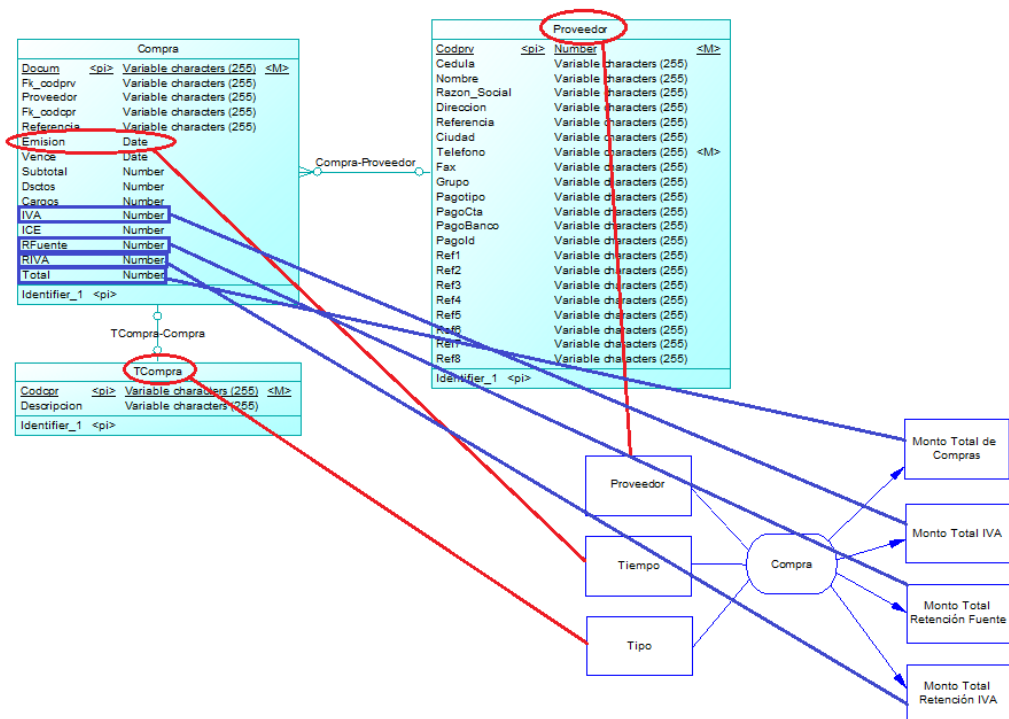 Compra
Docum <pi> Variable characters (255) <M>
Fk_codprv Variable characters (255)
Proveedor Variable characters (255)
Fk_codcpr Variable characters (255)
Referencia Variable characters (255)
Emision Date
Vence Date
Subtotal Number
Dsctos Number
Cargos Number
IVA Number
ICE Number
RFuente Number
RIVA Number
Total Number
Identifier_1 <pi>
Compra-Proveedor
Proveedor
Codprv <pi> Number <M>
Cedula Variable characters (255)
Nombre Variable characters (255)
Razon_Social Variable characters (255)
Direccion Variable characters (255)
Referencia Variable characters (255)
Ciudad Variable characters (255)
Telefono Variable characters (255) <M>
Fax Variable characters (255)
Grupo Variable characters (255)
Pagotipo Variable characters (255)
PagoCta Variable characters (255)
PagoBanco Variable characters (255)
PagoId Variable characters (255)
Ref1 Variable characters (255)
Ref2 Variable characters (255)
Ref3 Variable characters (255)
Ref4 Variable characters (255)
Ref5 Variable characters (255)
Ref6 Variable characters (255)
Ref7 Variable characters (255)
Ref8 Variable characters (255)
Identifier_1 <pi>
TCompra-Compra
TCompra
Codcpr <pi> Variable characters (255) <M>
Descripcion Variable characters (255)
Identifier_1 <pi>
Proveedor
Tiempo
Tipo
Compra
Monto Total de
Compras
Monto Total IVA
Monto Total
Retención Fuente
Monto Total
Retención IVA